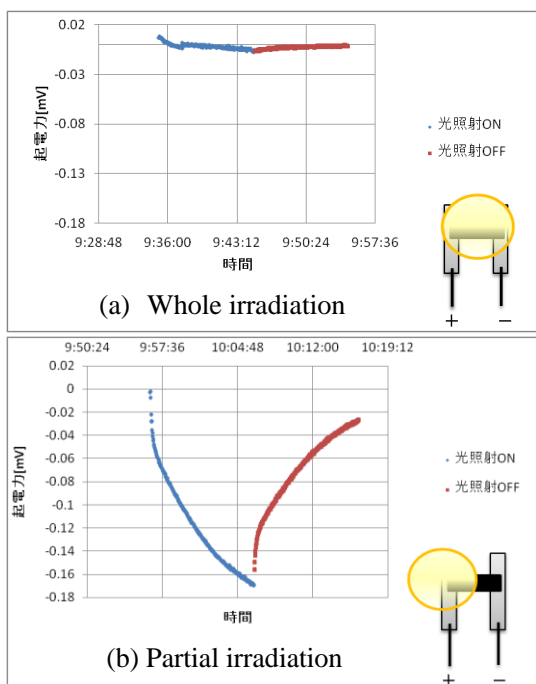 0.02
-0.03
-0.08
-0.13
-0.18
起電力[mV]
9:28:48 9:36:00 9:43:12 9:50:24 9:57:36
時間
光照射ON
光照射OFF
+ −
(a) Whole irradiation
9:50:24 9:57:36 10:04:48 10:12:00 10:19:12
0.02
0
-0.02
-0.04
-0.06
-0.08
-0.1
-0.12
-0.14
-0.16
-0.18
起電力[mV]
時間
光照射ON
光照射OFF
+ −
(b) Partial irradiation